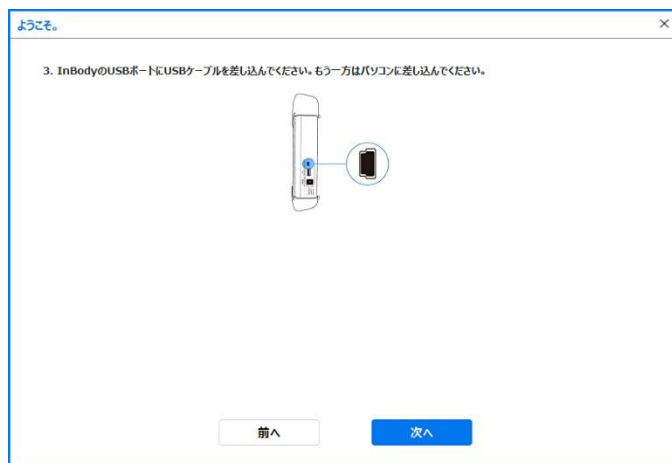 ようこそ。
3. InBodyのUSBポートにUSBケーブルを差し込んでください。もう一方はパソコンに差し込んでください。
前へ
次へ